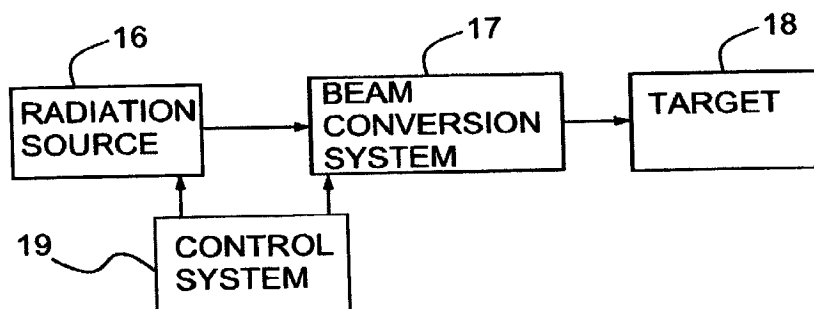 16
17
18
RADIATION
SOURCE
BEAM
CONVERSION
SYSTEM
TARGET
19
CONTROL
SYSTEM